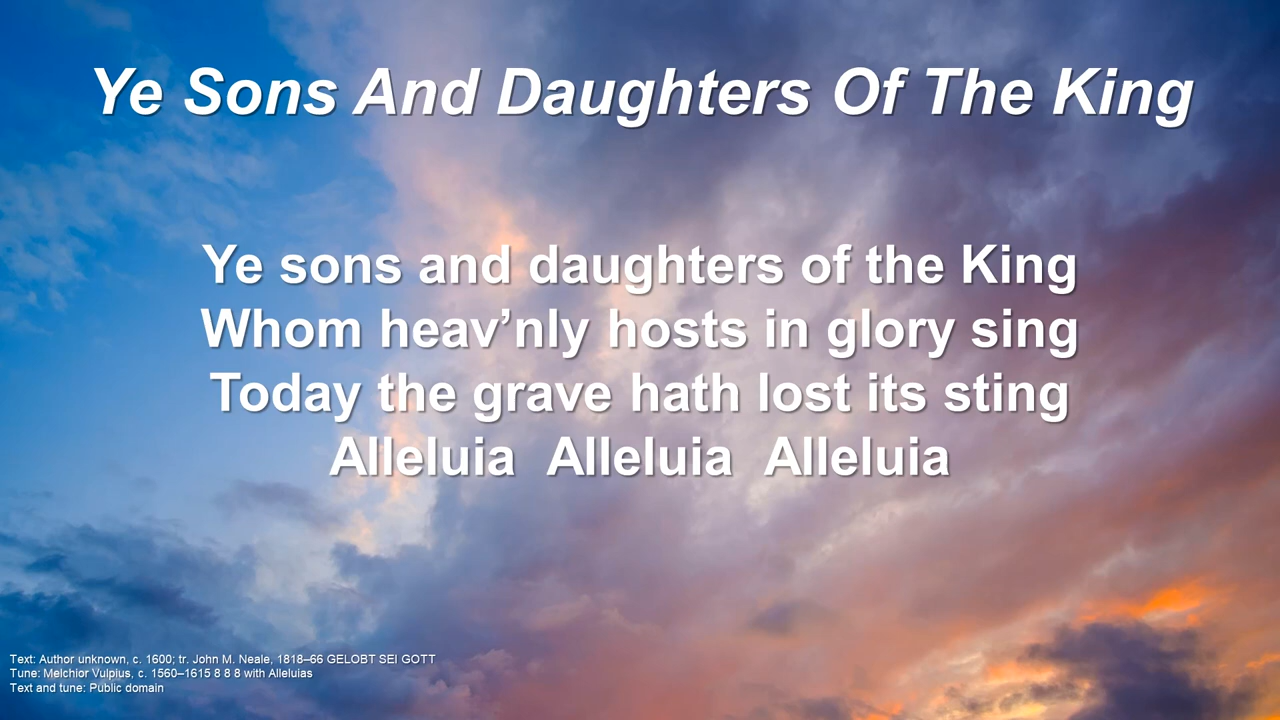 Ye Sons And Daughters Of The King
Ye sons and daughters of the King
Whom heav’nly hosts in glory sing
Today the grave hath lost its sting
Alleluia  Alleluia  Alleluia
Text: Author unknown, c. 1600; tr. John M. Neale, 1818–66 GELOBT SEI GOTT
Tune: Melchior Vulpius, c. 1560–1615 8 8 8 with Alleluias
Text and tune: Public domain